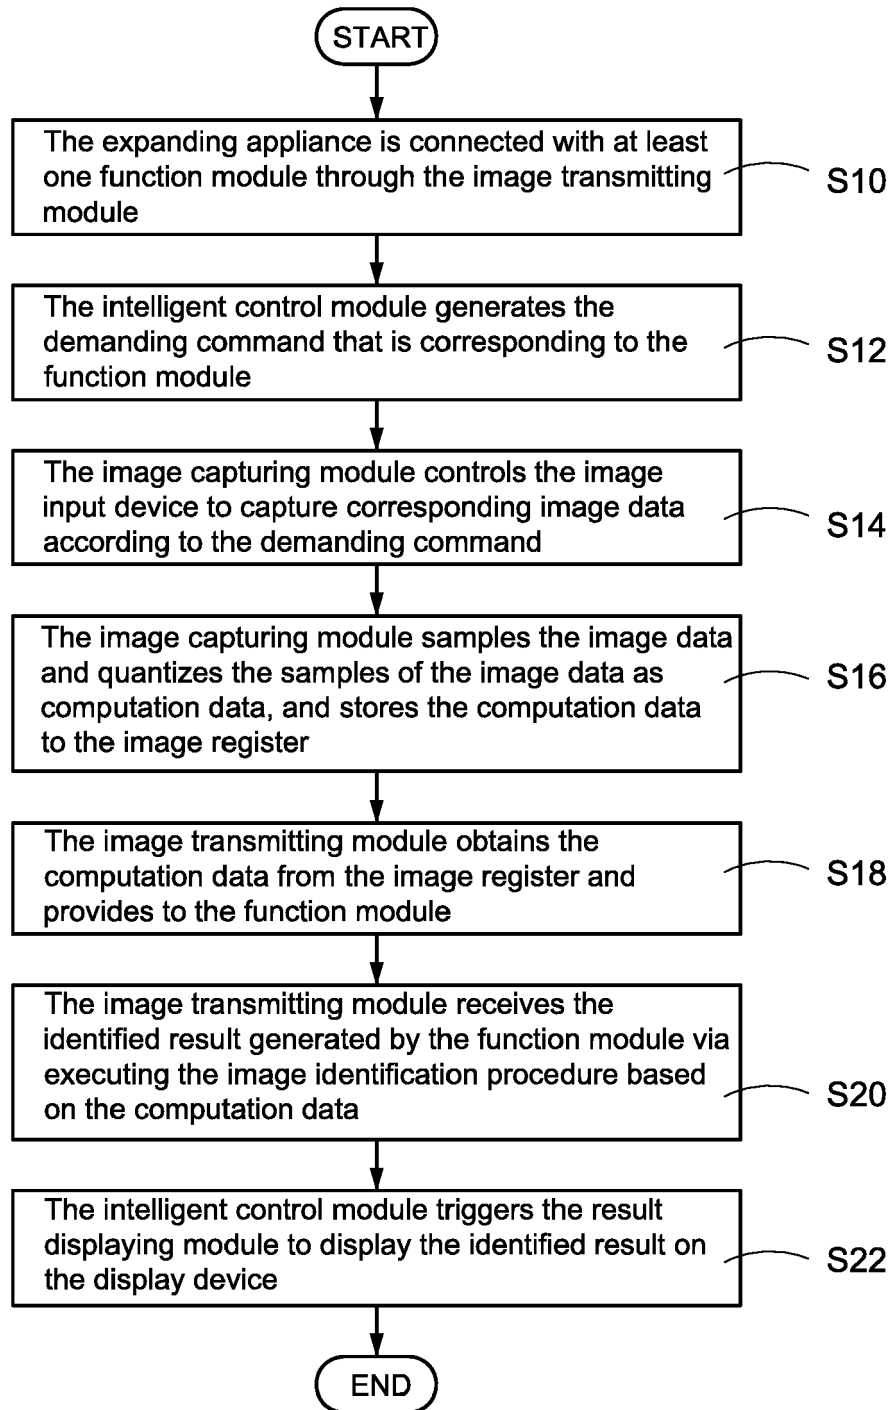 START
The expanding appliance is connected with at least
one function module through the image transmitting
module
S10
The intelligent control module generates the
demanding command that is corresponding to the
function module
S12
The image capturing module controls the image
input device to capture corresponding image data
according to the demanding command
S14
The image capturing module samples the image data
and quantizes the samples of the image data as
computation data, and stores the computation data
to the image register
S16
The image transmitting module obtains the
computation data from the image register and
provides to the function module
S18
The image transmitting module receives the
identified result generated by the function module via
executing the image identification procedure based
on the computation data
S20
The intelligent control module triggers the result
displaying module to display the identified result on
the display device
S22
END